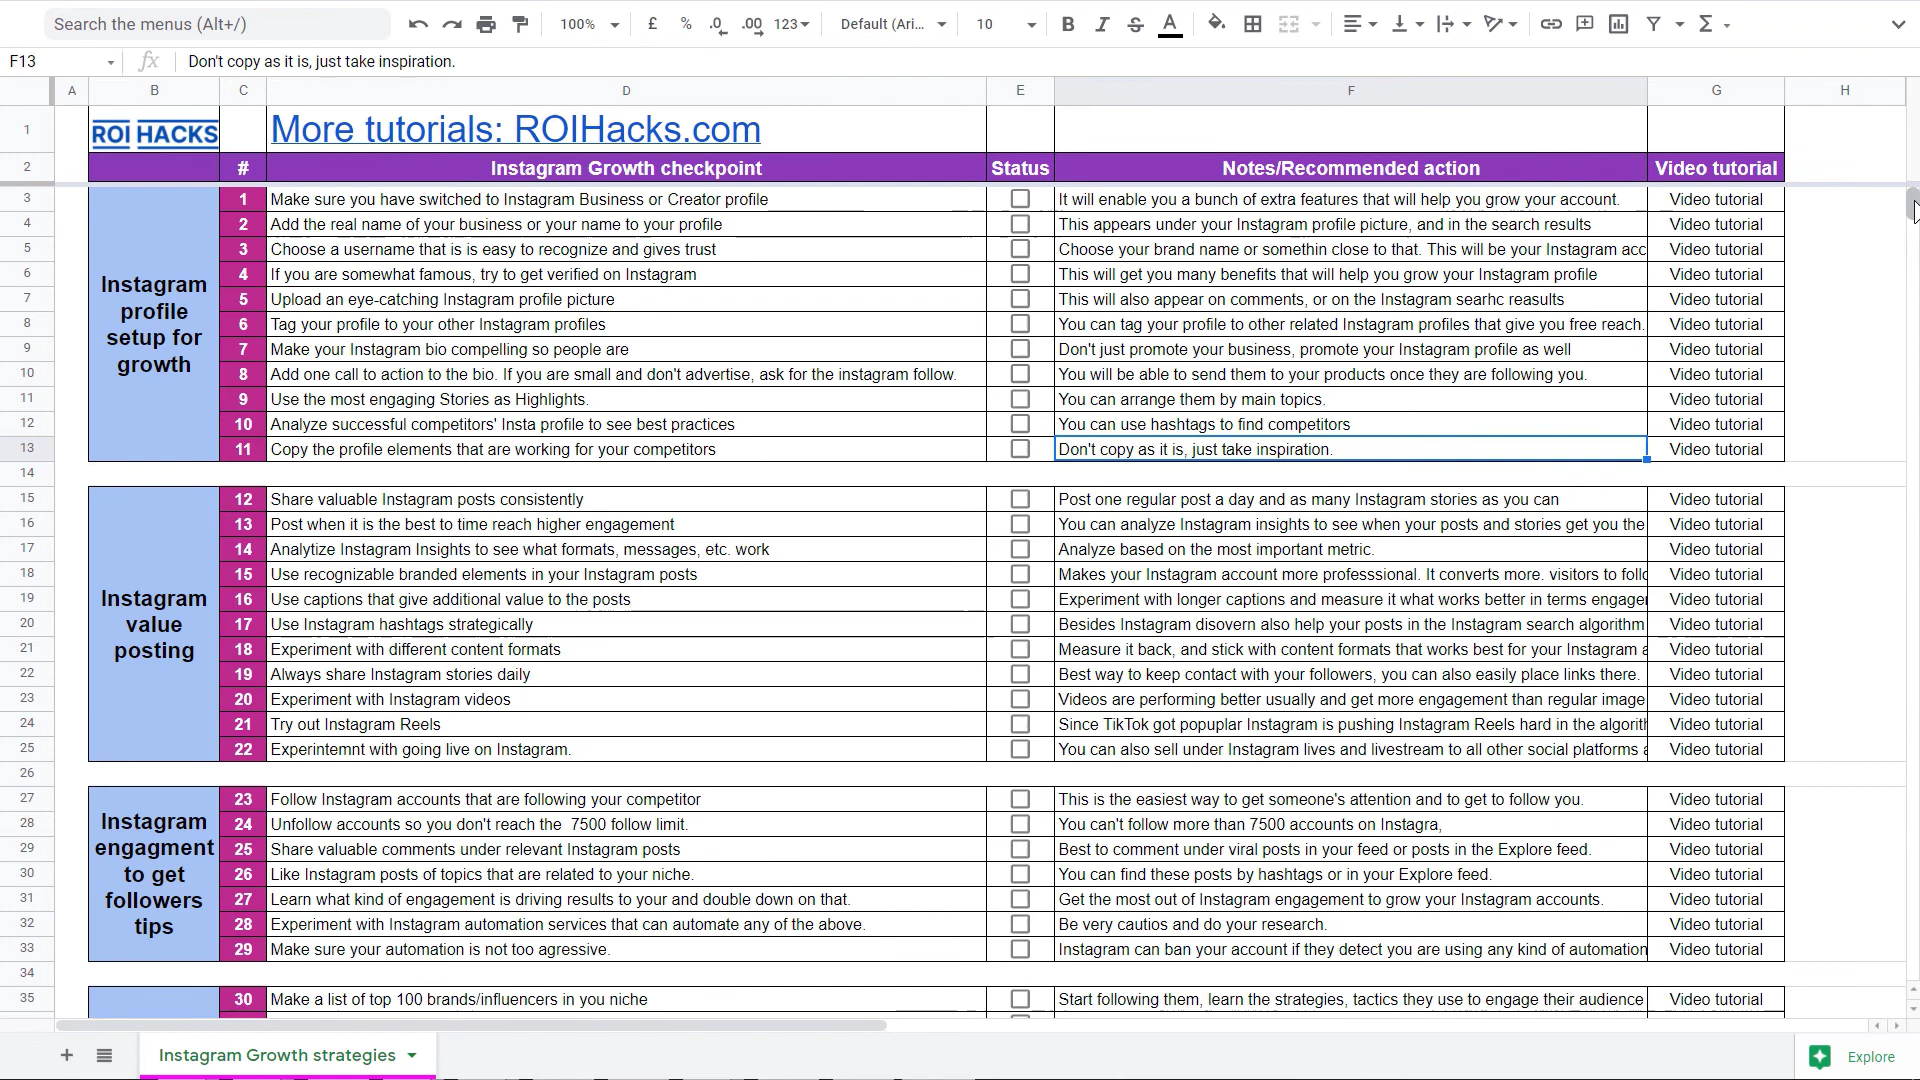 Search the menus (Alt+/)
100%
£ % .0 .00 123
Default (Ari...
10
B I S A
F13
fx
Don't copy as it is, just take inspiration.
A B C D E F G H
1 ROI HACKS More tutorials: ROIHacks.com
2 # Instagram Growth checkpoint Status Notes/Recommended action Video tutorial
Instagram profile setup for growth
3 1 Make sure you have switched to Instagram Business or Creator profile It will enable you a bunch of extra features that will help you grow your account. Video tutorial
4 2 Add the real name of your business or your name to your profile This appears under your Instagram profile picture, and in the search results Video tutorial
5 3 Choose a username that is is easy to recognize and gives trust Choose your brand name or somethin close to that. This will be your Instagram acc Video tutorial
6 4 If you are somewhat famous, try to get verified on Instagram This will get you many benefits that will help you grow your Instagram profile Video tutorial
7 5 Upload an eye-catching Instagram profile picture This will also appear on comments, or on the Instagram searhc reasults Video tutorial
8 6 Tag your profile to your other Instagram profiles You can tag your profile to other related Instagram profiles that give you free reach. Video tutorial
9 7 Make your Instagram bio compelling so people are Don't just promote your business, promote your Instagram profile as well Video tutorial
10 8 Add one call to action to the bio. If you are small and don't advertise, ask for the instagram follow. You will be able to send them to your products once they are following you. Video tutorial
11 9 Use the most engaging Stories as Highlights. You can arrange them by main topics. Video tutorial
12 10 Analyze successful competitors' Insta profile to see best practices You can use hashtags to find competitors Video tutorial
13 11 Copy the profile elements that are working for your competitors Don't copy as it is, just take inspiration. Video tutorial
14
Instagram value posting
15 12 Share valuable Instagram posts consistently Post one regular post a day and as many Instagram stories as you can Video tutorial
16 13 Post when it is the best to time reach higher engagement You can analyze Instagram insights to see when your posts and stories get you the Video tutorial
17 14 Analytize Instagram Insights to see what formats, messages, etc. work Analyze based on the most important metric. Video tutorial
18 15 Use recognizable branded elements in your Instagram posts Makes your Instagram account more professsional. It converts more. visitors to follo Video tutorial
19 16 Use captions that give additional value to the posts Experiment with longer captions and measure it what works better in terms engager Video tutorial
20 17 Use Instagram hashtags strategically Besides Instagram disovern also help your posts in the Instagram search algorithm Video tutorial
21 18 Experiment with different content formats Measure it back, and stick with content formats that works best for your Instagram a Video tutorial
22 19 Always share Instagram stories daily Best way to keep contact with your followers, you can also easily place links there. Video tutorial
23 20 Experiment with Instagram videos Videos are performing better usually and get more engagement than regular image Video tutorial
24 21 Try out Instagram Reels Since TikTok got popuplar Instagram is pushing Instagram Reels hard in the algorith Video tutorial
25 22 Experintemnt with going live on Instagram. You can also sell under Instagram lives and livestream to all other social platforms a Video tutorial
26
Instagram engagment to get followers tips
27 23 Follow Instagram accounts that are following your competitor This is the easiest way to get someone's attention and to get to follow you. Video tutorial
28 24 Unfollow accounts so you don't reach the 7500 follow limit. You can't follow more than 7500 accounts on Instagra, Video tutorial
29 25 Share valuable comments under relevant Instagram posts Best to comment under viral posts in your feed or posts in the Explore feed. Video tutorial
30 26 Like Instagram posts of topics that are related to your niche. You can find these posts by hashtags or in your Explore feed. Video tutorial
31 27 Learn what kind of engagement is driving results to your and double down on that. Get the most out of Instagram engagement to grow your Instagram accounts. Video tutorial
32 28 Experiment with Instagram automation services that can automate any of the above. Be very cautios and do your research. Video tutorial
33 29 Make sure your automation is not too agressive. Instagram can ban your account if they detect you are using any kind of automation Video tutorial
34
35 30 Make a list of top 100 brands/influencers in you niche Start following them, learn the strategies, tactics they use to engage their audience Video tutorial
Instagram Growth strategies
Explore